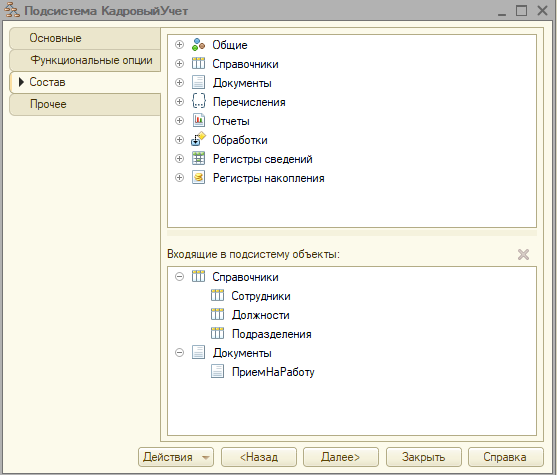 Подсистема КадровыйУчет
Основные
Функциональные опции
Состав
Прочее
Общие
Справочники
Документы
Перечисления
Отчеты
Обработки
Регистры сведений
Регистры накопления
Входящие в подсистему объекты:
Справочники
Сотрудники
Должности
Подразделения
Документы
ПриемНаРаботу
Действия
<Назад
Далее>
Закрыть
Справка